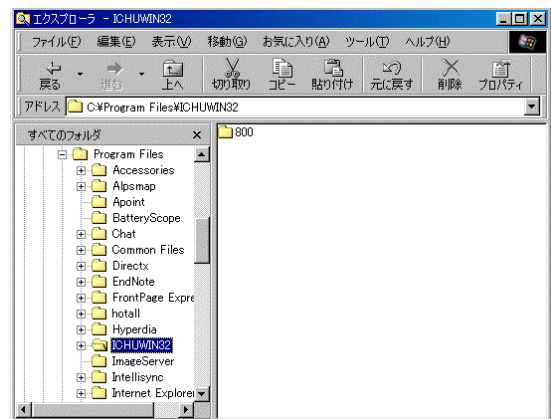 エクスプローラ - ICHUWIN32
ファイル(F) 編集(E) 表示(V) 移動(G) お気に入り(A) ツール(T) ヘルプ(H)
戻る 進む 上へ 切り取り コピー 貼り付け 元に戻す 削除 プロパティ
アドレス C:¥Program Files¥ICHUWIN32
すべてのフォルダ ×
Program Files
Accessories
Alpsmap
Apoint
BatteryScope
Chat
Common Files
Directx
EndNote
FrontPage Expre
hotall
Hyperdia
ICHUWIN32
ImageServer
Intellisync
Internet Explorer
800